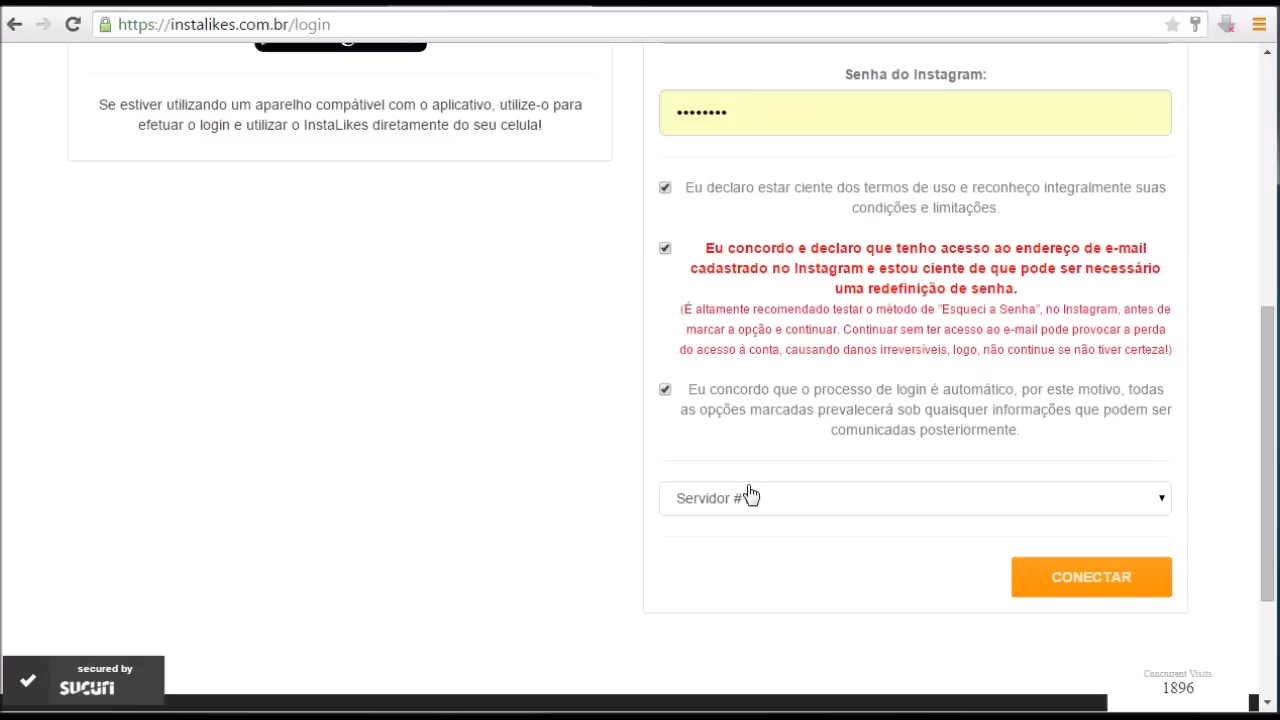 https://instalikes.com.br/login
Se estiver utilizando um aparelho compátivel com o aplicativo, utilize-o para
efetuar o login e utilizar o InstaLikes diretamente do seu celula!
Senha do Instagram:
••••••••
Eu declaro estar ciente dos termos de uso e reconheço integralmente suas
condições e limitações.
Eu concordo e declaro que tenho acesso ao endereço de e-mail
cadastrado no Instagram e estou ciente de que pode ser necessário
uma redefinição de senha.
(É altamente recomendado testar o método de "Esqueci a Senha", no Instagram, antes de
marcar a opção e continuar. Continuar sem ter acesso ao e-mail pode provocar a perda
do acesso á conta, causando danos irreversíveis, logo, não continue se não tiver certeza!)
Eu concordo que o processo de login é automático, por este motivo, todas
as opções marcadas prevalecerá sob quaisquer informações que podem ser
comunicadas posteriormente.
Servidor #
CONECTAR
secured by
sucuri
Concurrent Visits
1896